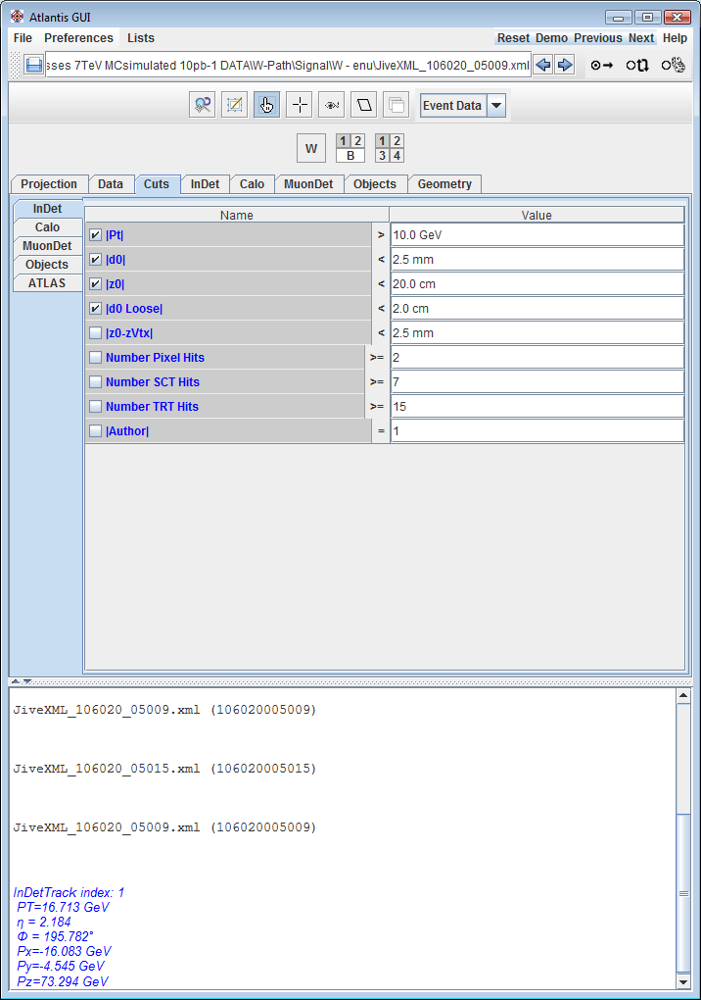 Atlantis GUI
File Preferences Lists Reset Demo Previous Next Help
sses 7TeV MCsimulated 10pb-1 DATA\W-Path\Signal\W - enu\JiveXML_106020_05009.xml
Event Data
W 1 2 B 1 2 3 4
Projection Data Cuts InDet Calo MuonDet Objects Geometry
InDet
Calo
MuonDet
Objects
ATLAS
Name Value
|Pt| > 10.0 GeV
|d0| < 2.5 mm
|z0| < 20.0 cm
|d0 Loose| < 2.0 cm
|z0-zVtx| < 2.5 mm
Number Pixel Hits >= 2
Number SCT Hits >= 7
Number TRT Hits >= 15
|Author| = 1
JiveXML_106020_05009.xml (106020005009)
JiveXML_106020_05015.xml (106020005015)
JiveXML_106020_05009.xml (106020005009)
InDetTrack index: 1
PT=16.713 GeV
η = 2.184
Φ = 195.782°
Px=-16.083 GeV
Py=-4.545 GeV
Pz=73.294 GeV